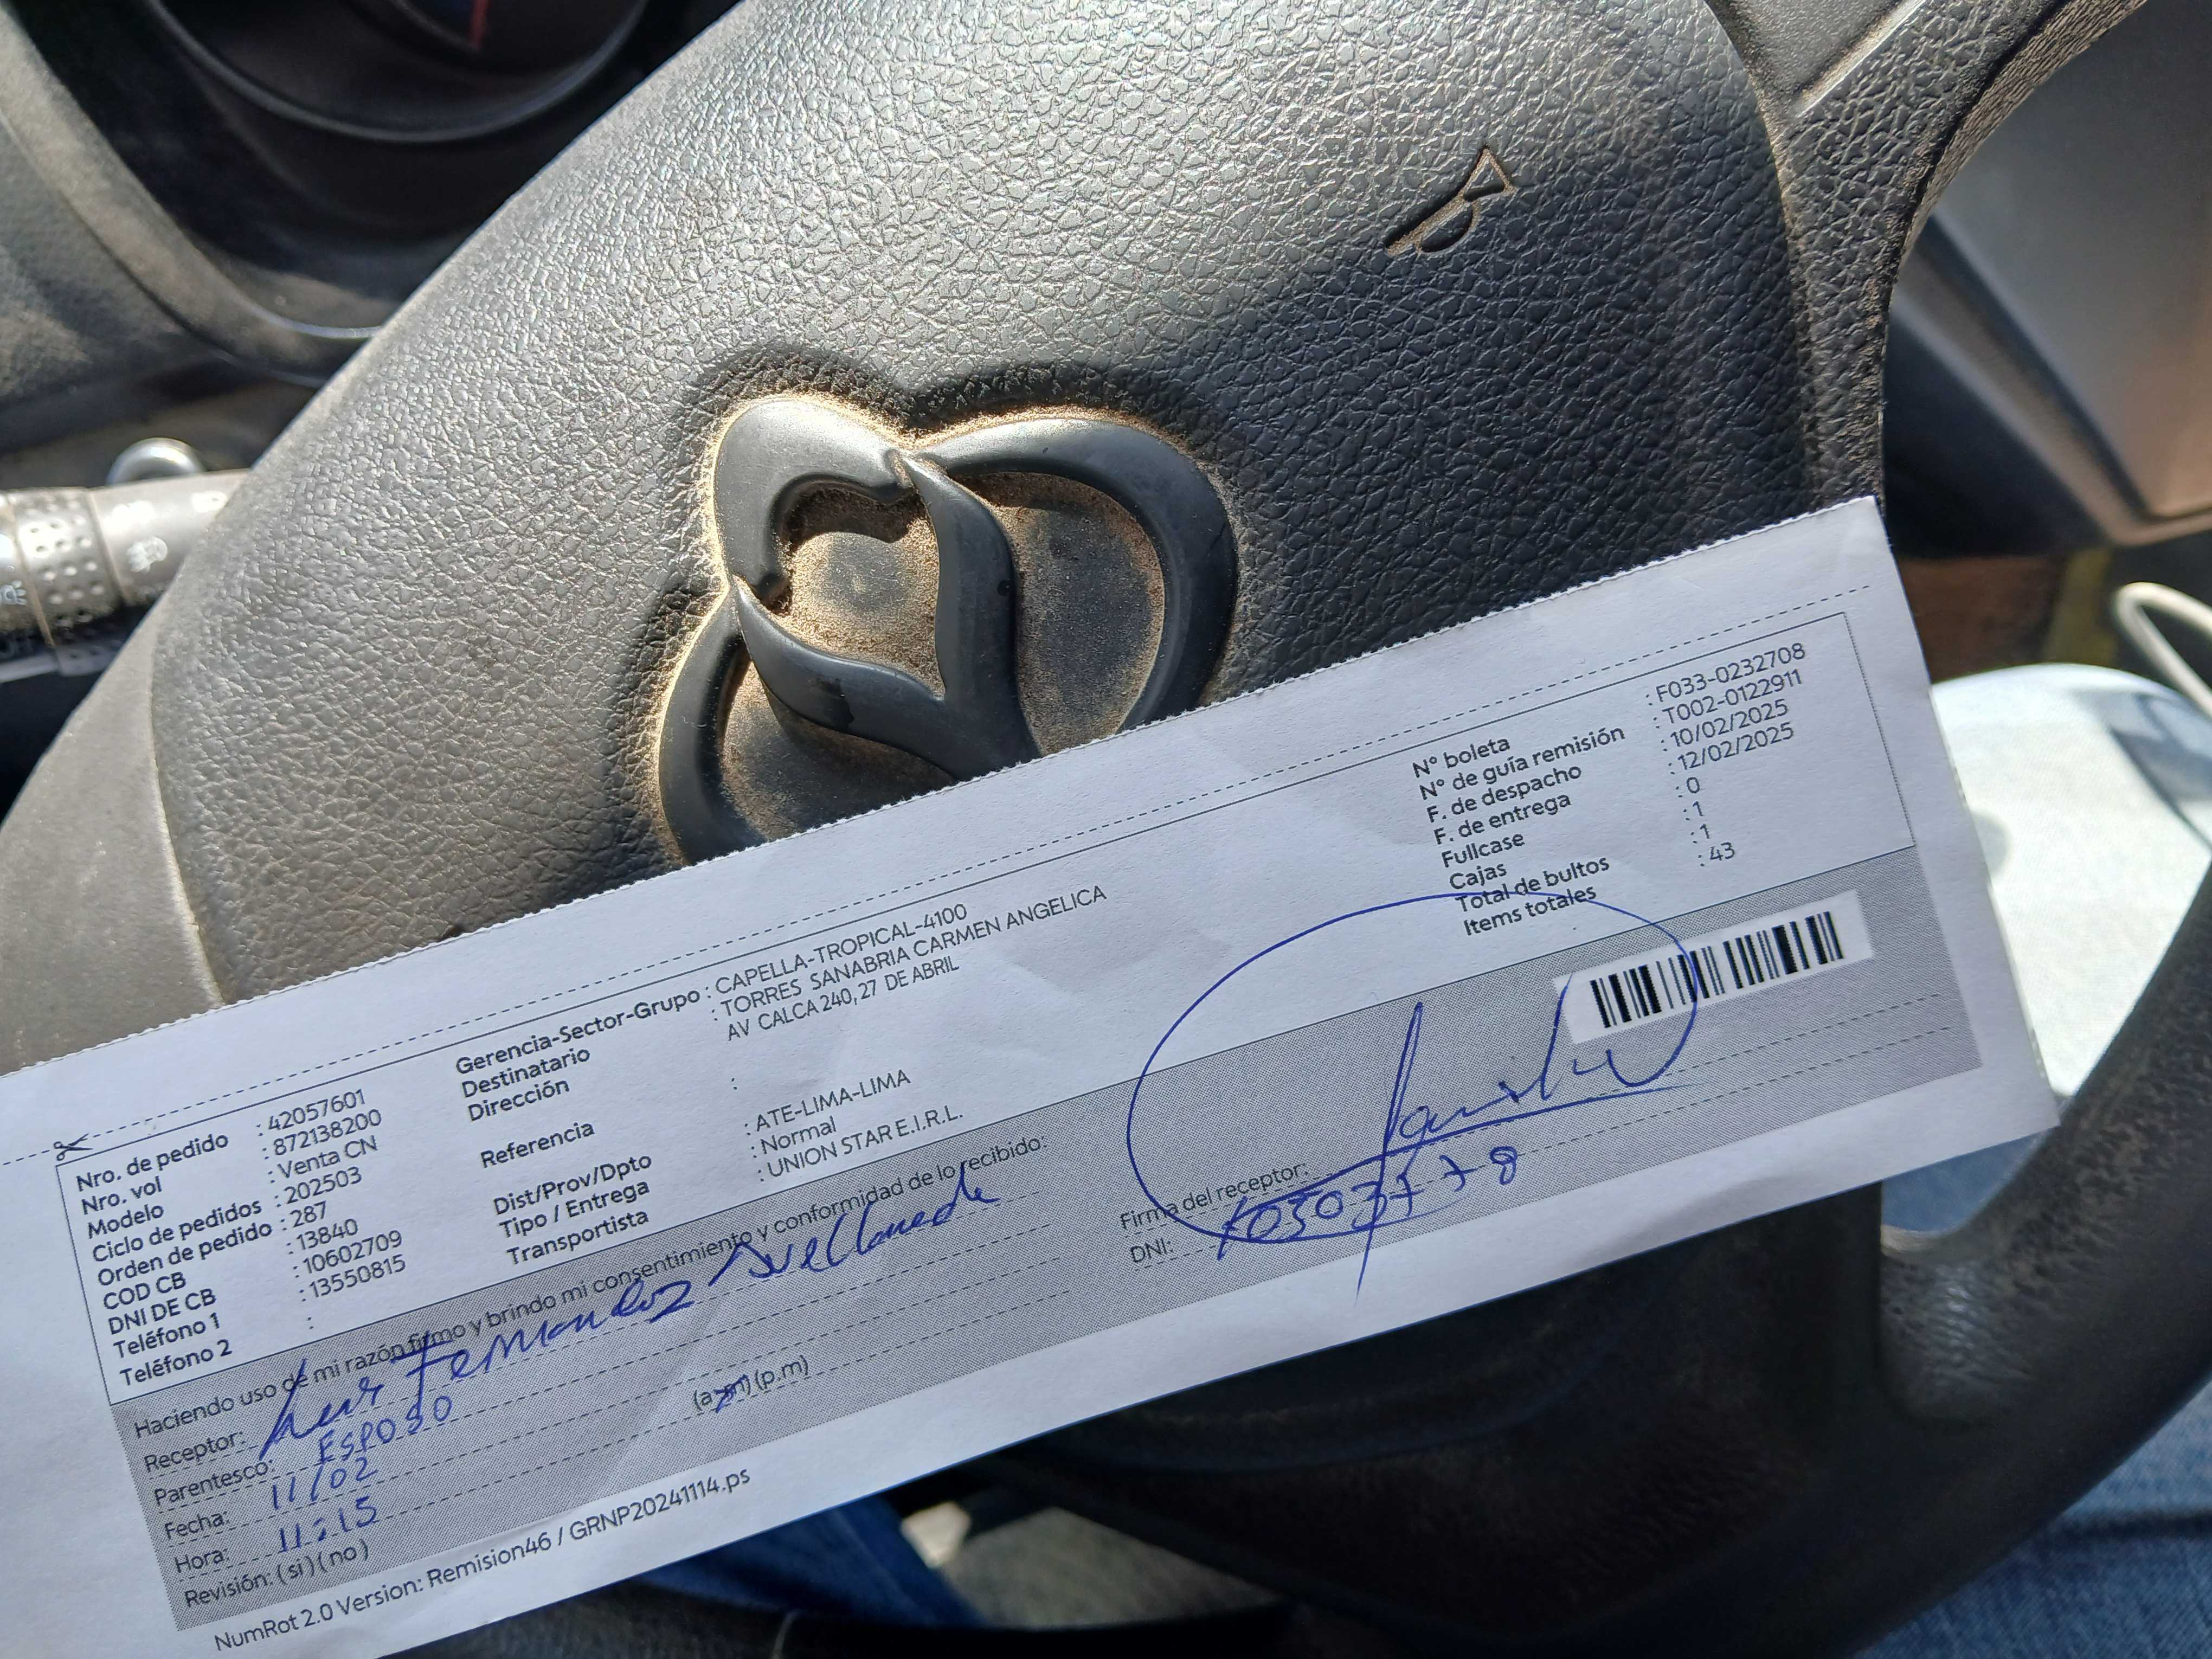 Nro. de pedido : 42057601
Nro. vol : 872138200
Modelo : Venta CN
Ciclo de pedidos : 202503
Orden de pedido : 287
COD CB : 13840
DNI DE CB : 10602709
Teléfono 1 : 13550815
Teléfono 2 :
Gerencia-Sector-Grupo : CAPELLA-TROPICAL-4100
Destinatario : TORRES SANABRIA CARMEN ANGELICA
Dirección AV CALCA 240, 27 DE ABRIL
Referencia :
Dist/Prov/Dpto : ATE-LIMA-LIMA
Tipo / Entrega : Normal
Transportista : UNION STAR E.I.R.L.
N° boleta : F033-0232708
N° de guía remisión : T002-0122911
F. de despacho : 10/02/2025
F. de entrega : 12/02/2025
Fullcase : 0
Cajas : 1
Total de bultos : 1
Items totales : 43
Haciendo uso de mi razón firmo y brindo mi consentimiento y conformidad de lo recibido:
Receptor: Luis Fernandez Avellaneda
Parentesco: ESPOSO
Fecha: 11/02
Hora: 11:15 (a.m) (p.m)
Revisión: ( si ) ( no )
Firma del receptor:
DNI:
NumRot 2.0 Version: Remision46 / GRNP20241114.ps